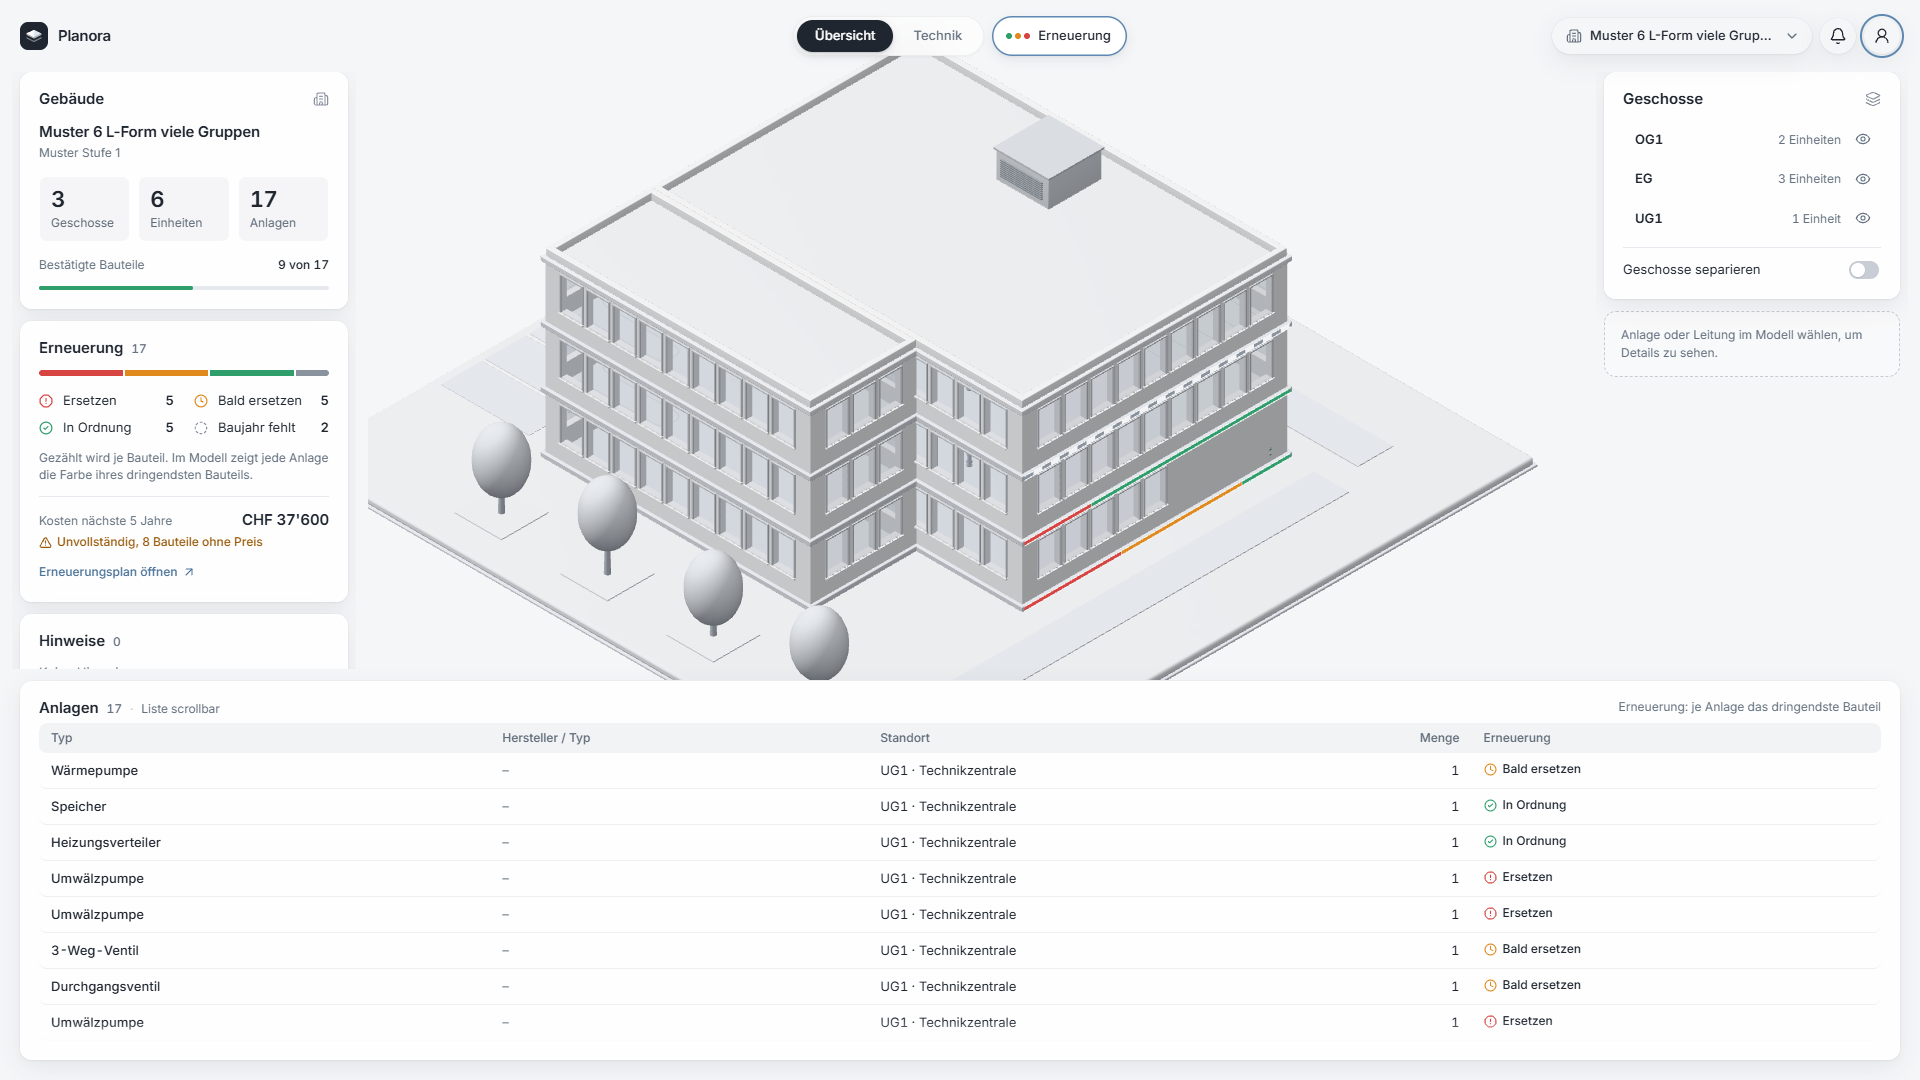 Planora
Übersicht
Technik
Erneuerung
Muster 6 L-Form viele Grup...
Gebäude
Muster 6 L-Form viele Gruppen
Muster Stufe 1
3 6 17
Geschosse Einheiten Anlagen
Bestätigte Bauteile 9 von 17
Erneuerung 17
Ersetzen 5 Bald ersetzen 5
In Ordnung 5 Baujahr fehlt 2
Gezählt wird je Bauteil. Im Modell zeigt jede Anlage
die Farbe ihres dringendsten Bauteils.
Kosten nächste 5 Jahre CHF 37'600
Unvollständig, 8 Bauteile ohne Preis
Erneuerungsplan öffnen
Hinweise 0
Geschosse
OG1 2 Einheiten
EG 3 Einheiten
UG1 1 Einheit
Geschosse separieren
Anlage oder Leitung im Modell wählen, um
Details zu sehen.
Anlagen 17 · Liste scrollbar
Erneuerung: je Anlage das dringendste Bauteil
Typ Hersteller / Typ Standort Menge Erneuerung
Wärmepumpe – UG1 · Technikzentrale 1 Bald ersetzen
Speicher – UG1 · Technikzentrale 1 In Ordnung
Heizungsverteiler – UG1 · Technikzentrale 1 In Ordnung
Umwälzpumpe – UG1 · Technikzentrale 1 Ersetzen
Umwälzpumpe – UG1 · Technikzentrale 1 Ersetzen
3-Weg-Ventil – UG1 · Technikzentrale 1 Bald ersetzen
Durchgangsventil – UG1 · Technikzentrale 1 Bald ersetzen
Umwälzpumpe – UG1 · Technikzentrale 1 Ersetzen